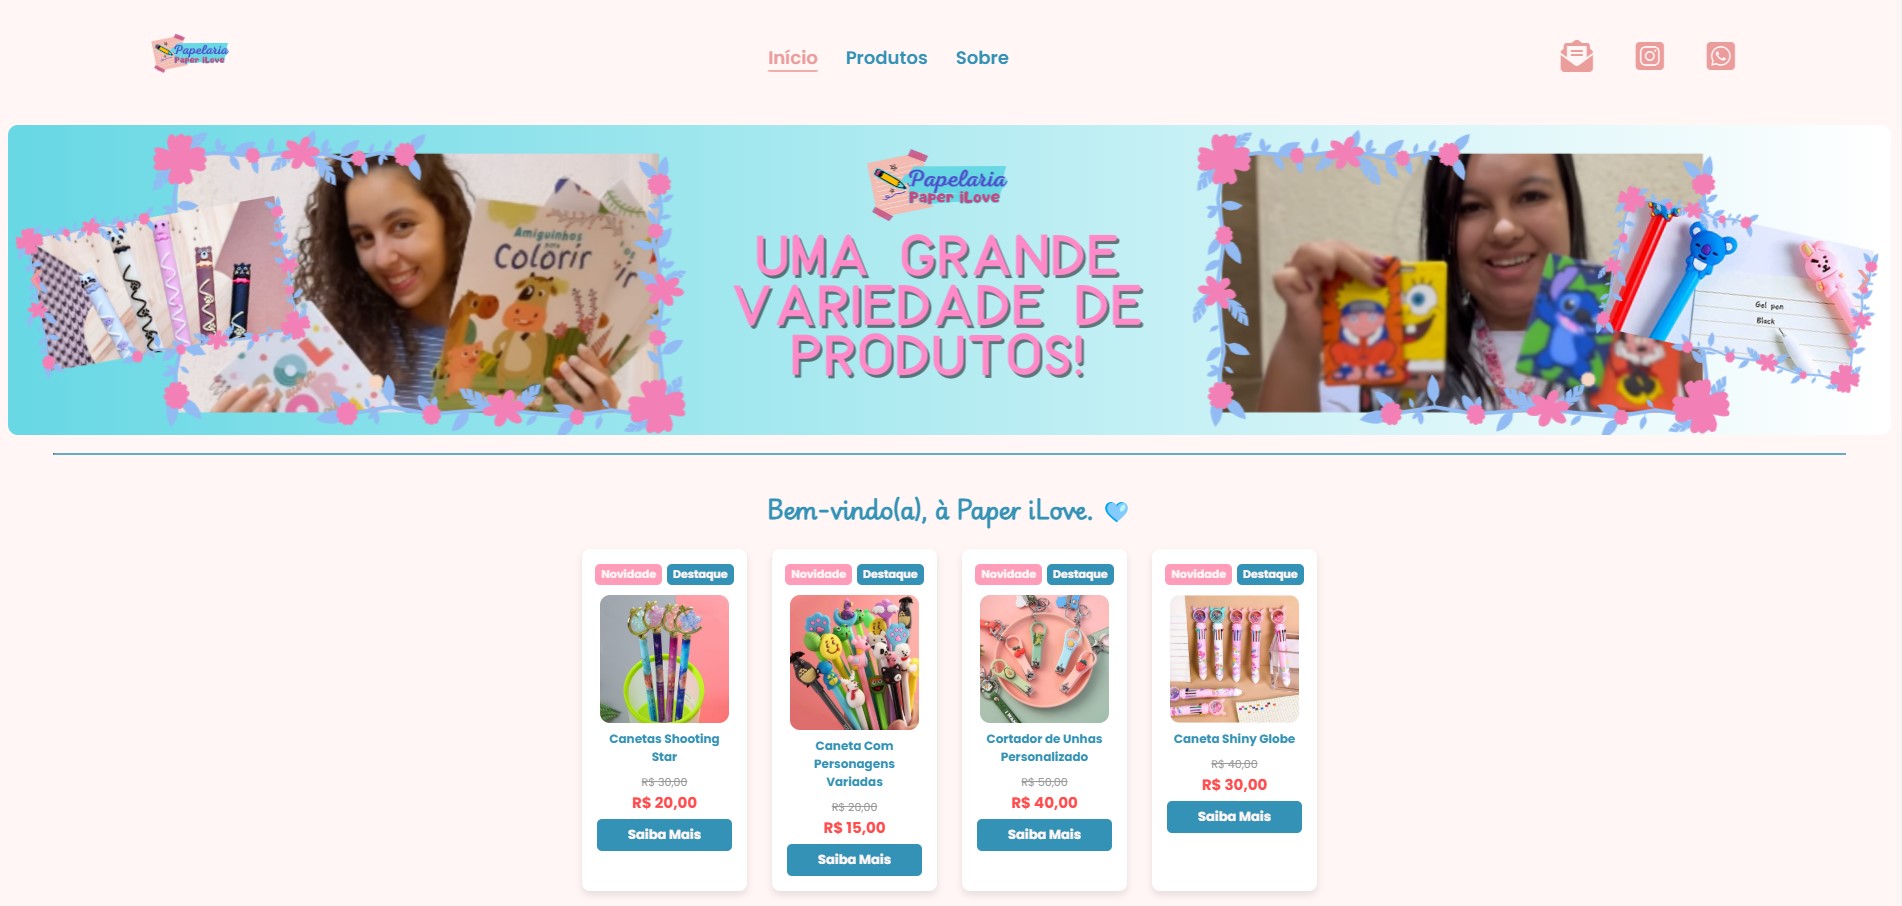 Papelaria
Paper iLove
Início Produtos Sobre
Papelaria
Paper iLove
UMA GRANDE
VARIEDADE DE
PRODUTOS!
Amiguinhos
Colorir
Gel pen
Black
Bem-vindo(a), à Paper iLove. 🩵
Novidade Destaque
Canetas Shooting
Star
R$ 30,00
R$ 20,00
Saiba Mais
Novidade Destaque
Caneta Com
Personagens
Variadas
R$ 20,00
R$ 15,00
Saiba Mais
Novidade Destaque
Cortador de Unhas
Personalizado
R$ 50,00
R$ 40,00
Saiba Mais
Novidade Destaque
Caneta Shiny Globe
R$ 40,00
R$ 30,00
Saiba Mais